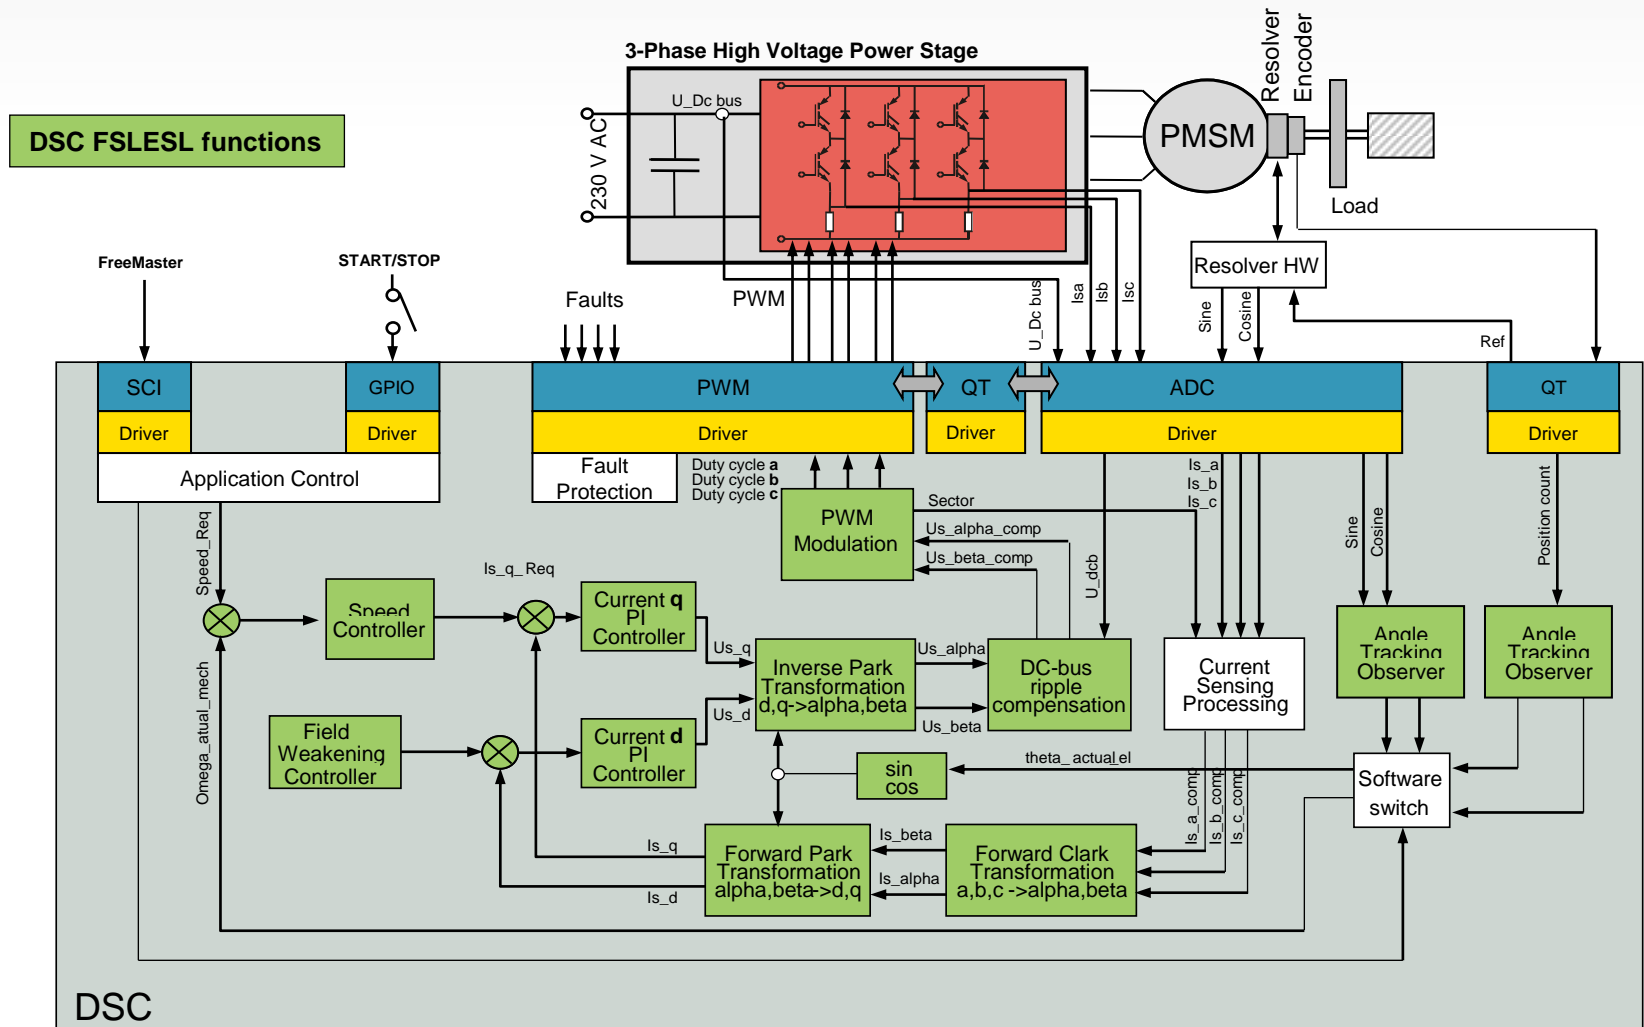 3-Phase High Voltage Power Stage
Resolver
Encoder
DSC FSLESL functions
U_Dc bus
230 V AC
PMSM
Load
FreeMaster
START/STOP
Faults
PWM
U_Dc bus
Isa
Isb
Isc
Resolver HW
Sine
Cosine
Ref
SCI
GPIO
PWM
QT
ADC
QT
Driver
Driver
Driver
Driver
Driver
Driver
Application Control
Fault
Protection
Duty cycle a
Duty cycle b
Duty cycle c
Is_a
Is_b
Is_c
Sector
PWM
Modulation
Us_alpha_comp
Us_beta_comp
U_dcb
Sine
Cosine
Position count
Speed_Req
Is_q_Req
Speed
Controller
Current q
PI
Controller
Us_q
Inverse Park
Transformation
d,q->alpha,beta
Us_alpha
Us_beta
DC-bus
ripple
compensation
Current
Sensing
Processing
Angle
Tracking
Observer
Angle
Tracking
Observer
Omega_atual_mech
Field
Weakening
Controller
Current d
PI
Controller
Us_d
sin
cos
theta_actual_el
Software
switch
Is_a_comp
Is_b_comp
Is_c_comp
Is_q
Is_d
Forward Park
Transformation
alpha,beta->d,q
Is_beta
Is_alpha
Forward Clark
Transformation
a,b,c ->alpha,beta
DSC